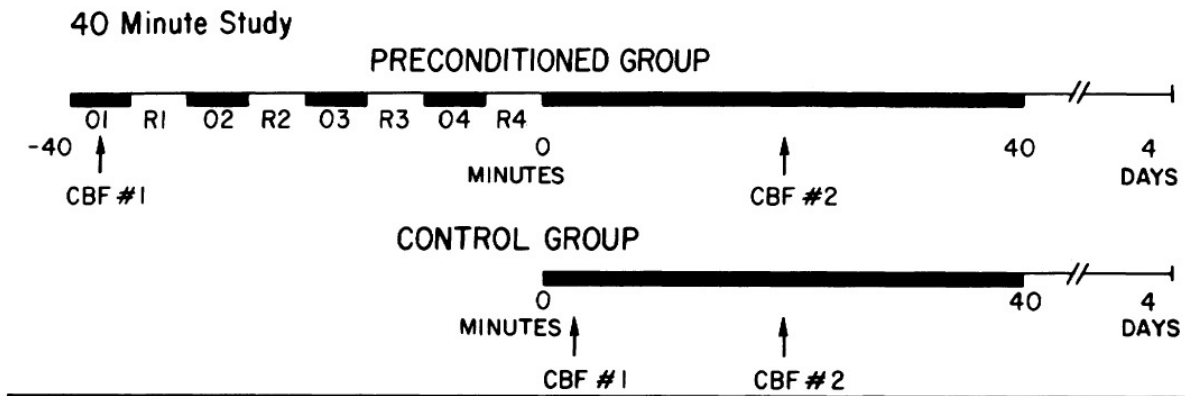 40 Minute Study
PRECONDITIONED GROUP
O1 R1 O2 R2 O3 R3 O4 R4
-40 0 40 4
MINUTES DAYS
CBF #1 CBF #2
CONTROL GROUP
0 40 4
MINUTES DAYS
CBF #1 CBF #2